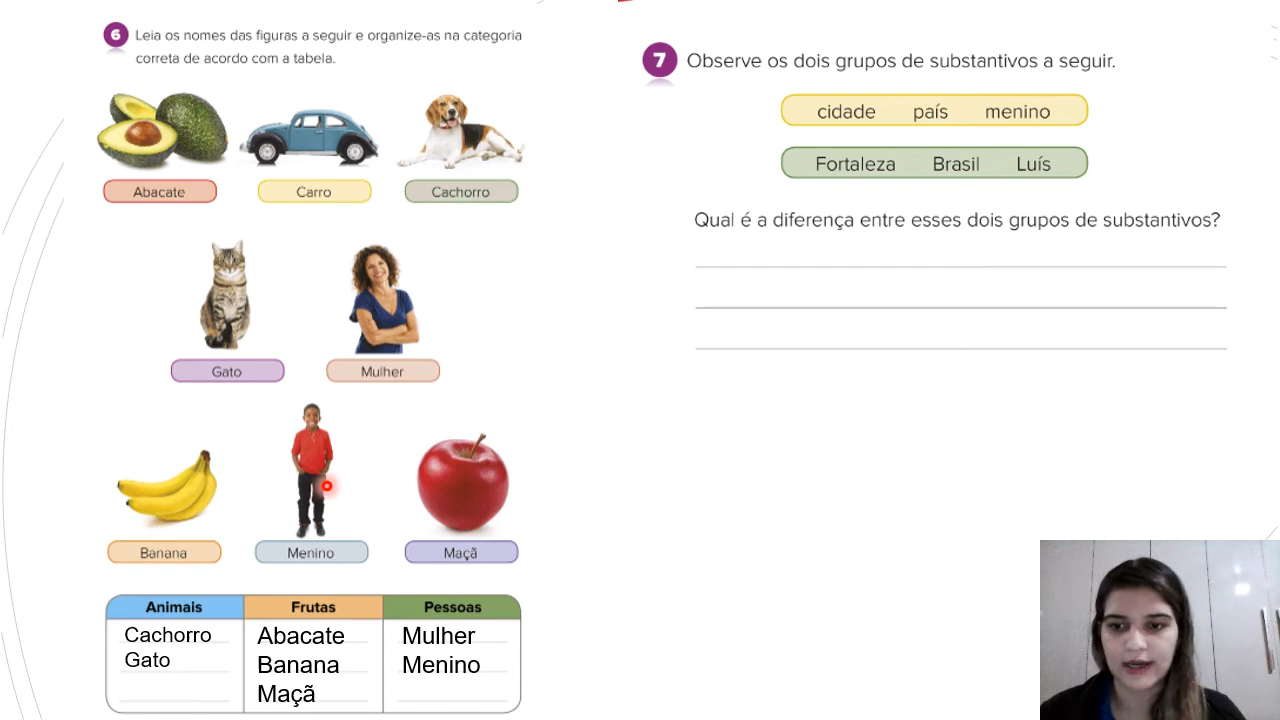 6 Leia os nomes das figuras a seguir e organize-as na categoria
correta de acordo com a tabela.
Abacate
Carro
Cachorro
Gato
Mulher
Banana
Menino
Maçã
Animais Frutas Pessoas
Cachorro Abacate Mulher
Gato Banana Menino
Maçã
7 Observe os dois grupos de substantivos a seguir.
cidade país menino
Fortaleza Brasil Luís
Qual é a diferença entre esses dois grupos de substantivos?